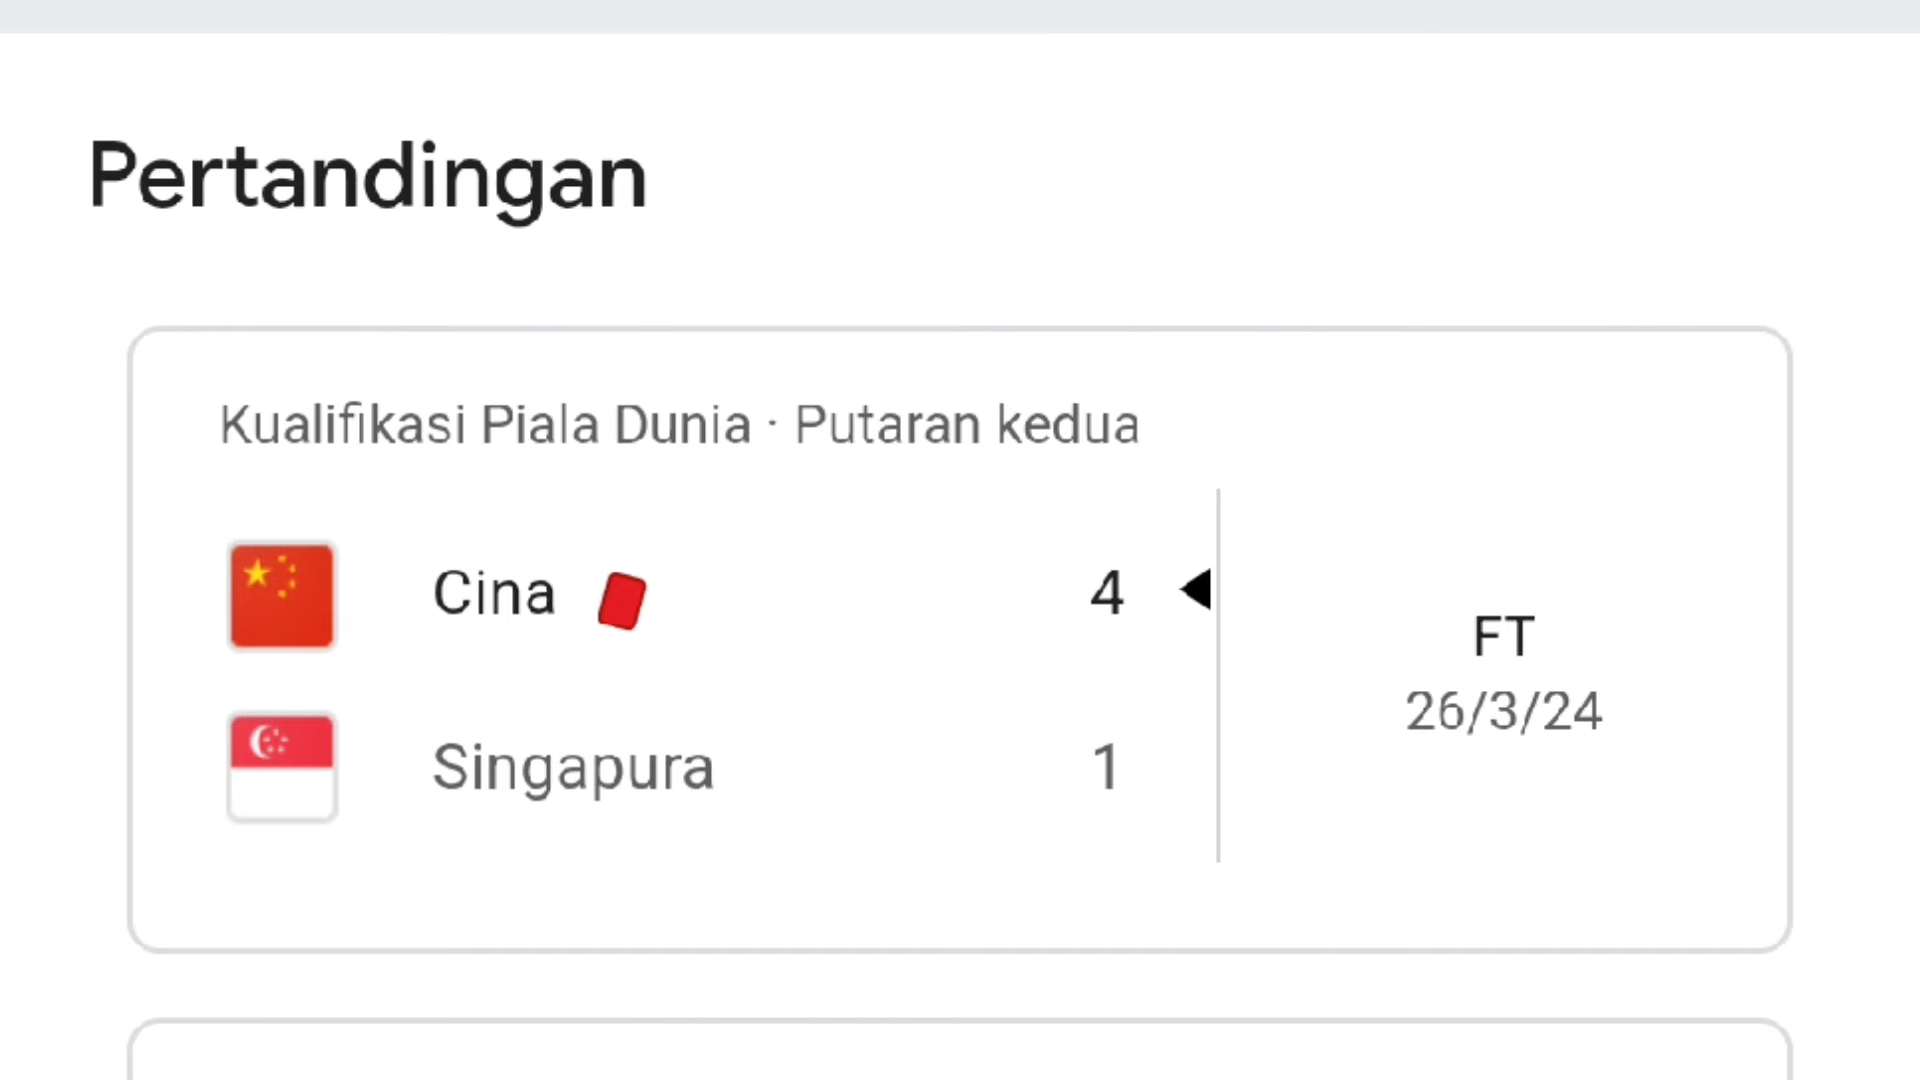 Pertandingan
Kualifikasi Piala Dunia · Putaran kedua
Cina 4
FT
26/3/24
Singapura 1